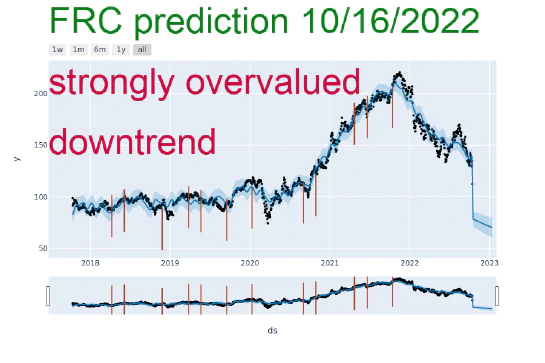 FRC prediction 10/16/2022
1w 1m 6m 1y all
strongly overvalued
200
downtrend
150
y
100
50
2018 2019 2020 2021 2022 2023
ds